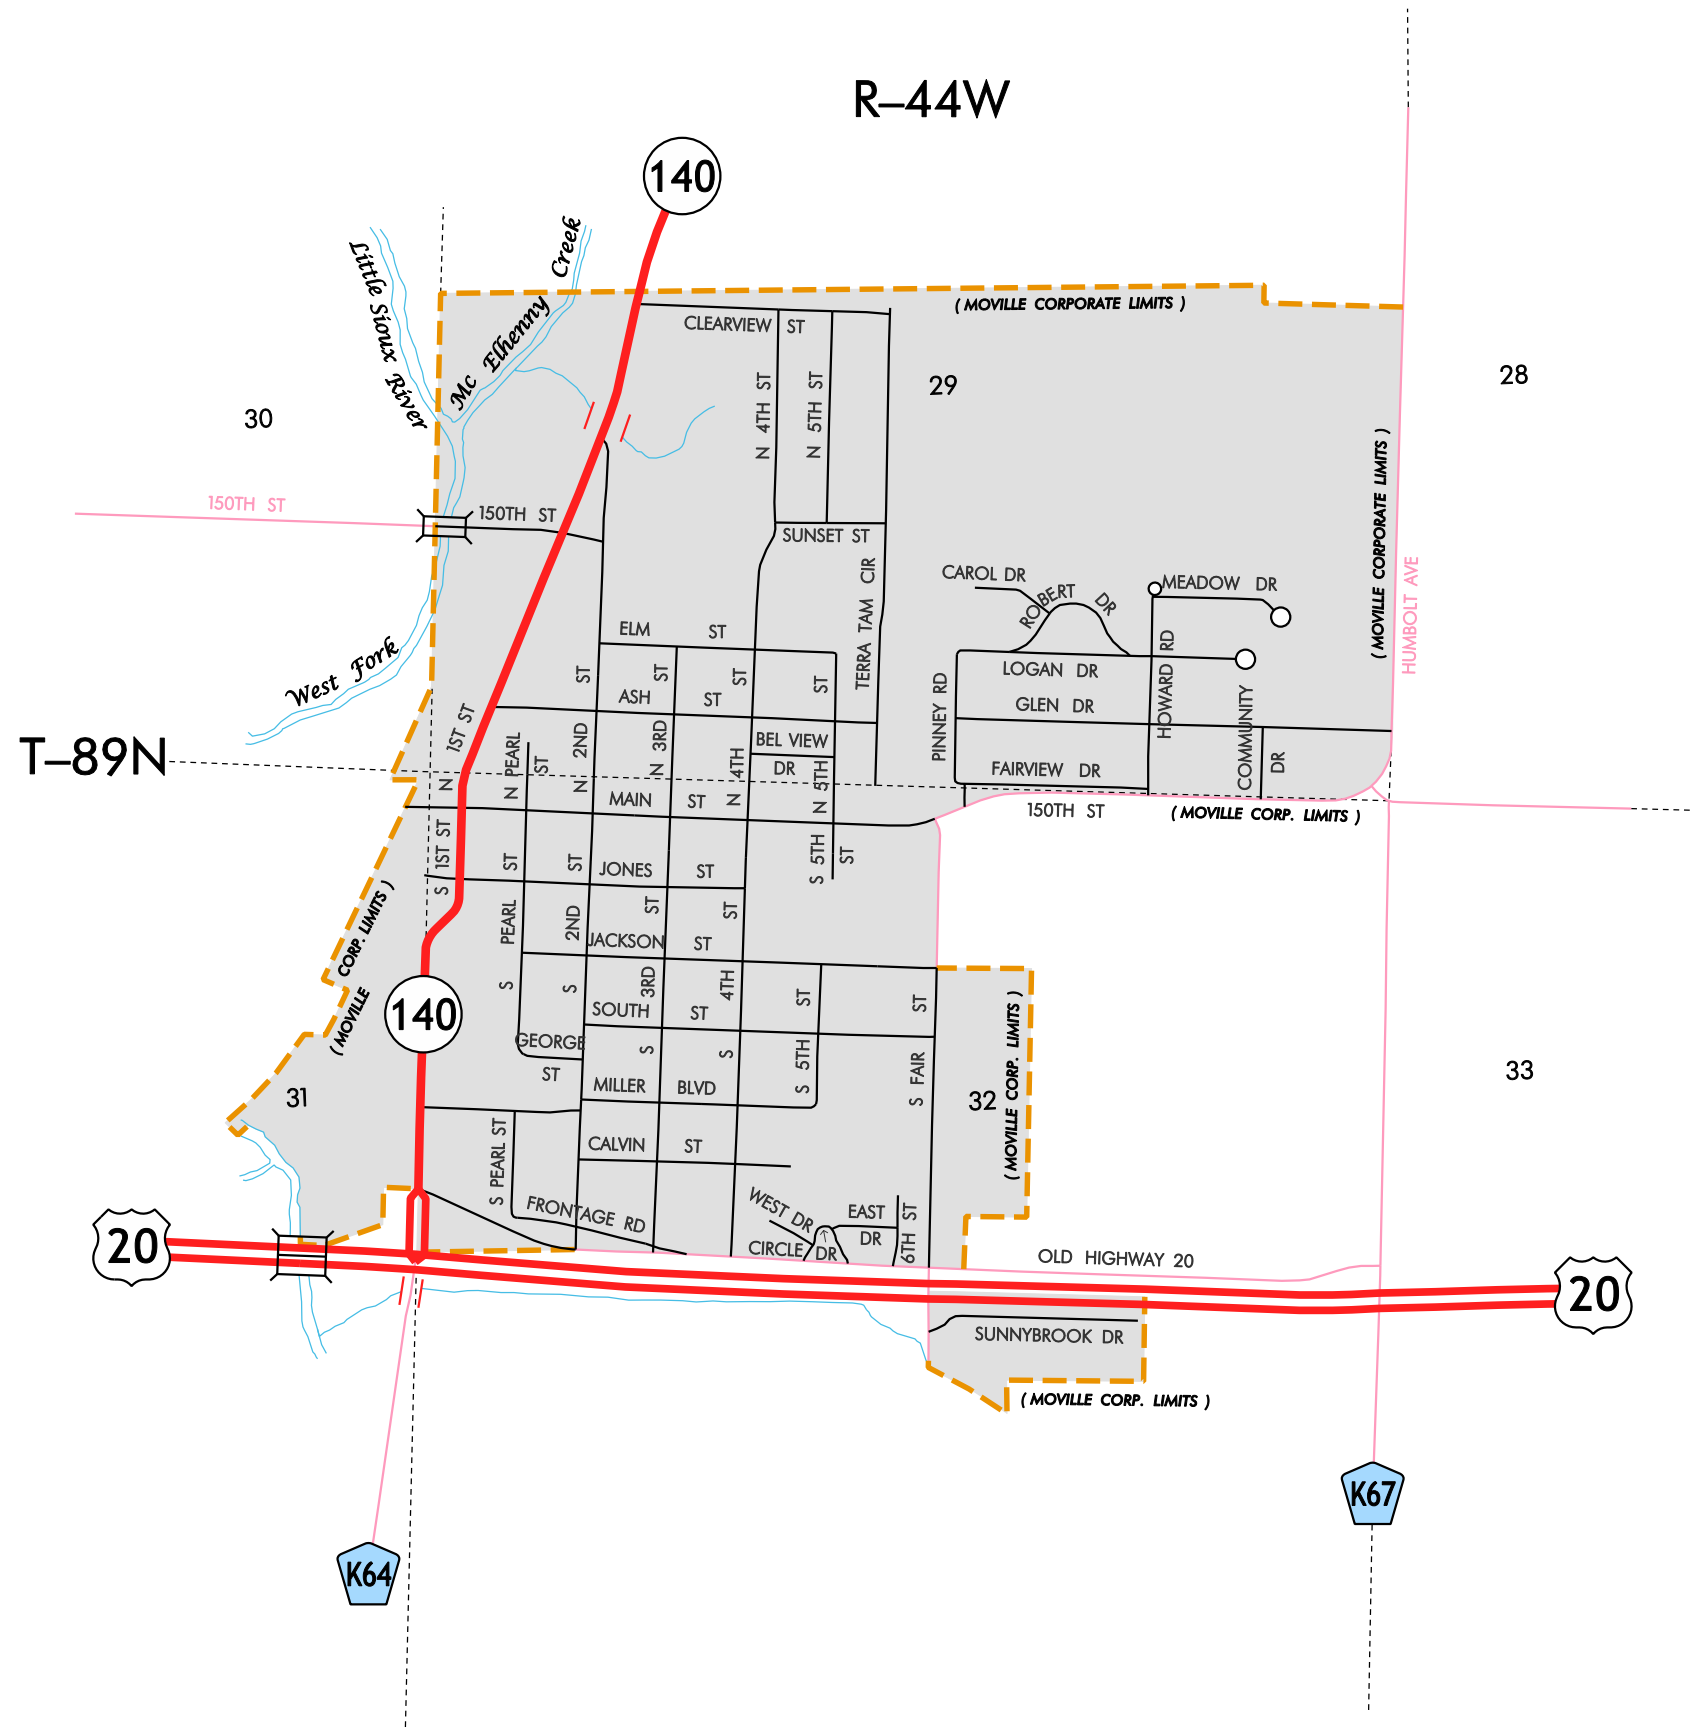 R–44W
140
Little Sioux River
Mc Elhenny Creek
( MOVILLE CORPORATE LIMITS )
CLEARVIEW ST
N 4TH ST
N 5TH ST
29
28
30
( MOVILLE CORPORATE LIMITS )
150TH ST
150TH ST
SUNSET ST
TERRA TAM CIR
CAROL DR
ROBERT DR
MEADOW DR
HUMBOLT AVE
West Fork
ELM ST
LOGAN DR
HOWARD RD
ASH ST
GLEN DR
PINNEY RD
COMMUNITY DR
N 1ST ST
N PEARL ST
N 2ND ST
N 3RD ST
N 4TH ST
N 5TH ST
BEL VIEW DR
T–89N
FAIRVIEW DR
MAIN ST
150TH ST
( MOVILLE CORP. LIMITS )
S 1ST ST
S PEARL ST
S 2ND ST
S 3RD ST
S 4TH ST
S 5TH ST
JONES ST
( MOVILLE CORP. LIMITS )
JACKSON ST
140
SOUTH ST
S 5TH ST
S FAIR ST
( MOVILLE CORP. LIMITS )
GEORGE ST
31
32
33
MILLER BLVD
CALVIN ST
S PEARL ST
FRONTAGE RD
WEST DR
EAST DR
6TH ST
CIRCLE DR
OLD HIGHWAY 20
20
20
SUNNYBROOK DR
( MOVILLE CORP. LIMITS )
K67
K64